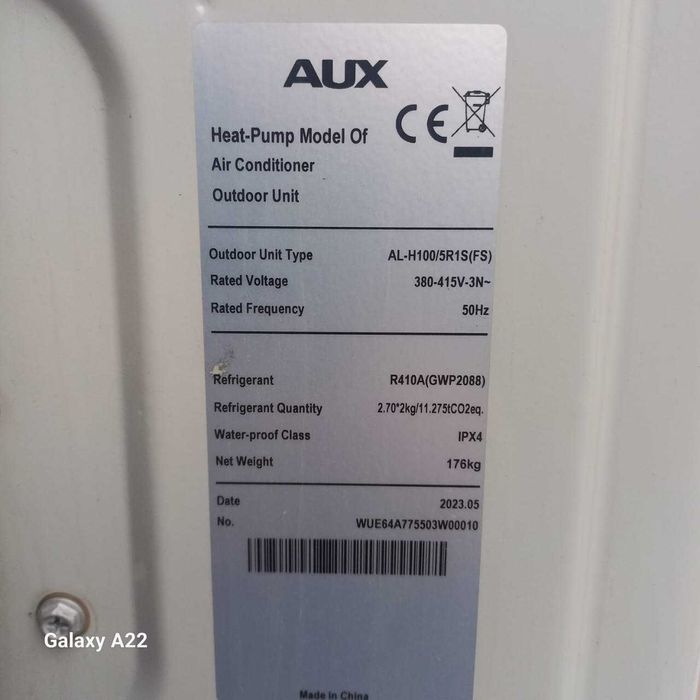 AUX
CE
Heat-Pump Model Of
Air Conditioner
Outdoor Unit
Outdoor Unit Type AL-H100/5R1S(FS)
Rated Voltage 380-415V-3N~
Rated Frequency 50Hz
Refrigerant R410A(GWP2088)
Refrigerant Quantity 2.70*2kg/11.275tCO2eq.
Water-proof Class IPX4
Net Weight 176kg
Date 2023.05
No. WUE64A775503W00010
Galaxy A22
Made in China